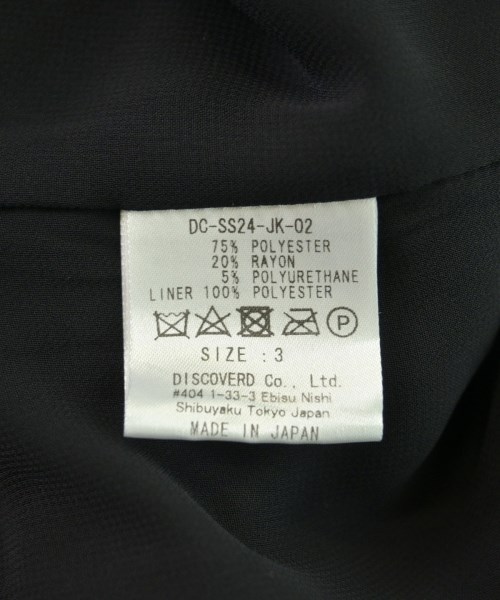 DC-SS24-JK-02
75% POLYESTER
20% RAYON
5% POLYURETHANE
LINER 100% POLYESTER
P
SIZE : 3
DISCOVERD Co., Ltd.
#404 1-33-3 Ebisu Nishi
Shibuyaku Tokyo Japan
MADE IN JAPAN